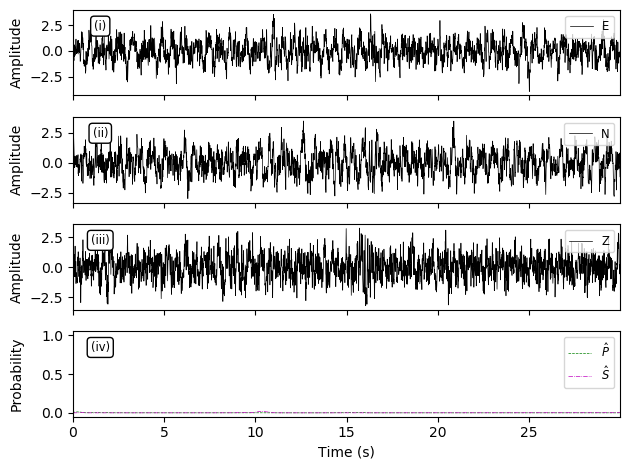 Amplitude
2.5
0.0
−2.5
(i)
E
Amplitude
2.5
0.0
−2.5
(ii)
N
Amplitude
2.5
0.0
−2.5
(iii)
Z
Probability
1.0
0.5
0.0
(iv)
P̂
Ŝ
0 5 10 15 20 25
Time (s)